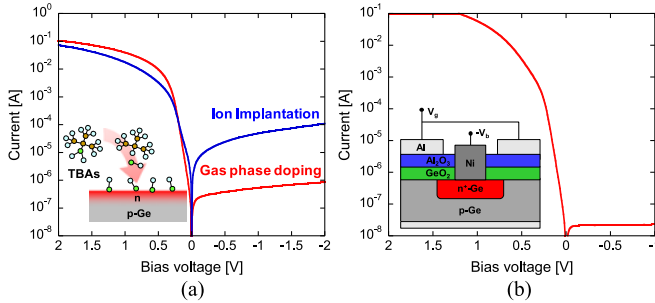 10⁻¹
10⁻²
10⁻³
10⁻⁴
10⁻⁵
10⁻⁶
10⁻⁷
10⁻⁸
10⁰
Current [A]
Ion Implantation
Gas phase doping
TBAs
n
p-Ge
2 1.5 1 0.5 0 -0.5 -1 -1.5 -2
Bias voltage [V]
(a)
10⁻¹
10⁻²
10⁻³
10⁻⁴
10⁻⁵
10⁻⁶
10⁻⁷
10⁻⁸
Current [A]
V_g
-V_b
Al
Al₂O₃
Ni
GeO₂
n⁺-Ge
p-Ge
2 1.5 1 0.5 0 -0.5 -1
Bias voltage [V]
(b)